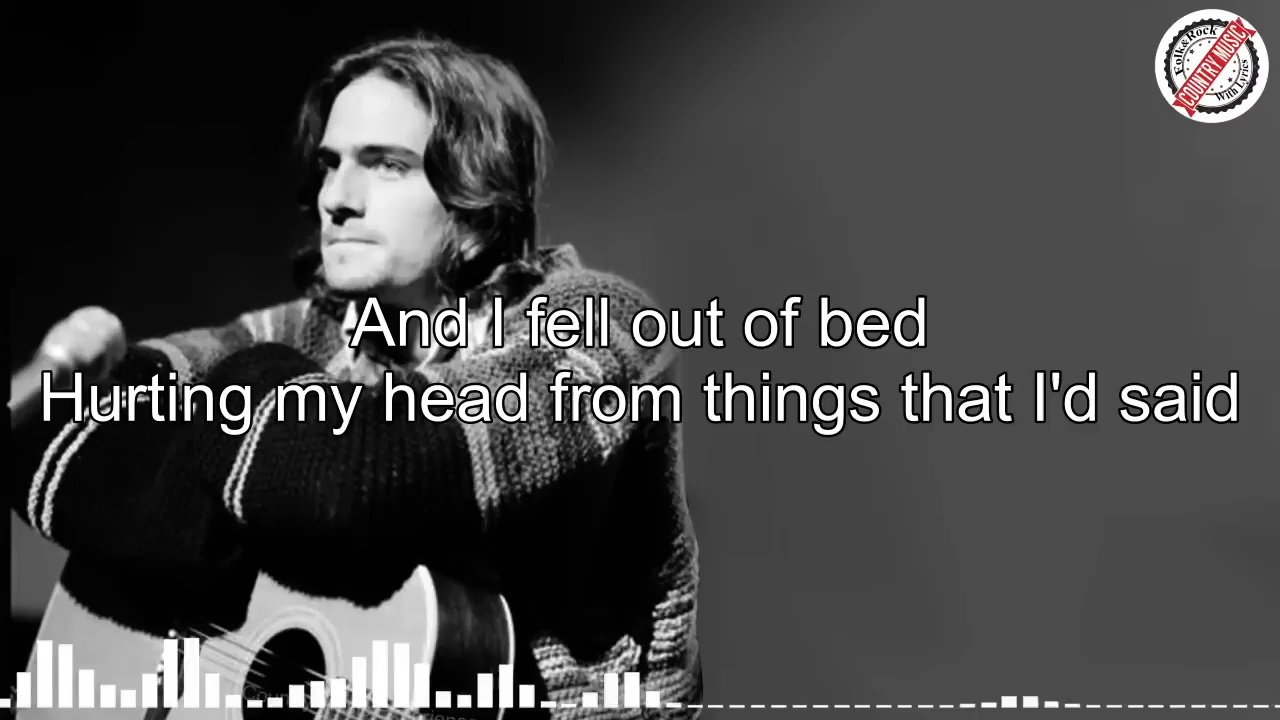 Folk&Rock
COUNTRY MUSIC
With Lyrics
And I fell out of bed
Hurting my head from things that I'd said